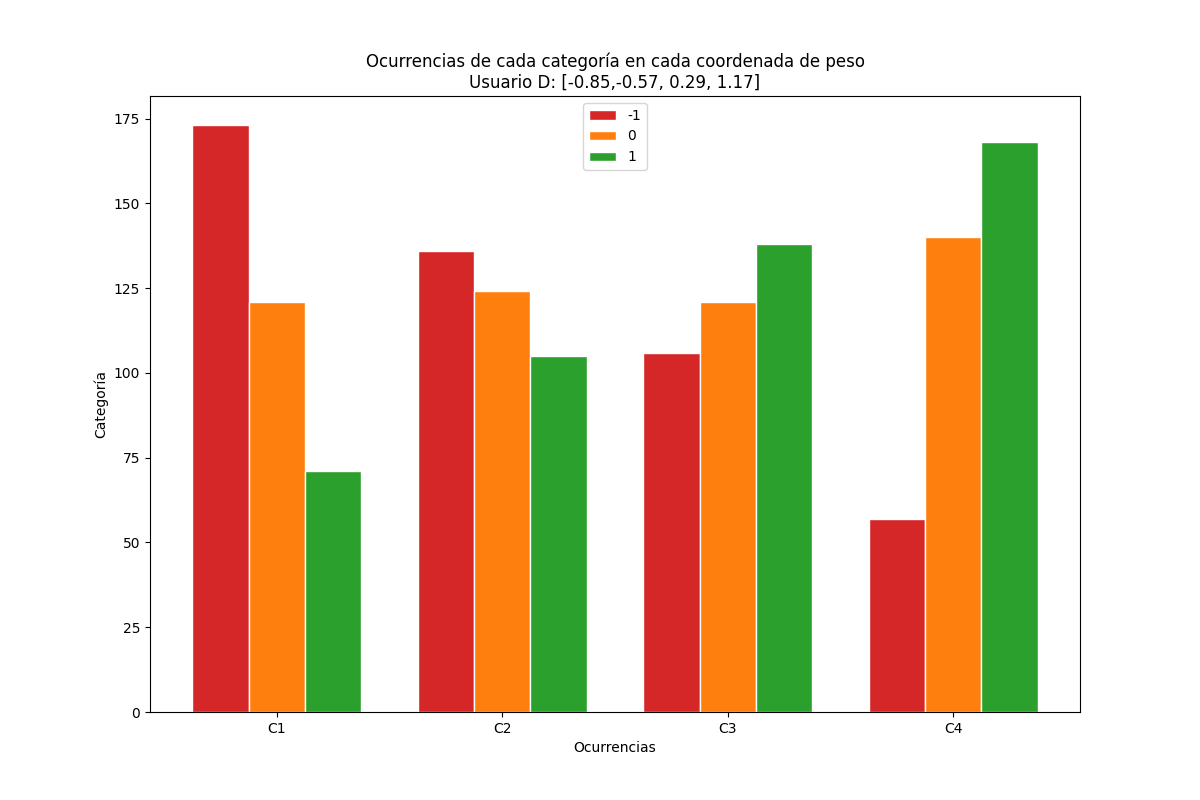 Ocurrencias de cada categoría en cada coordenada de peso
Usuario D: [-0.85,-0.57, 0.29, 1.17]
-1
0
1
175
150
125
100
75
50
25
0
Categoría
C1 C2 C3 C4
Ocurrencias